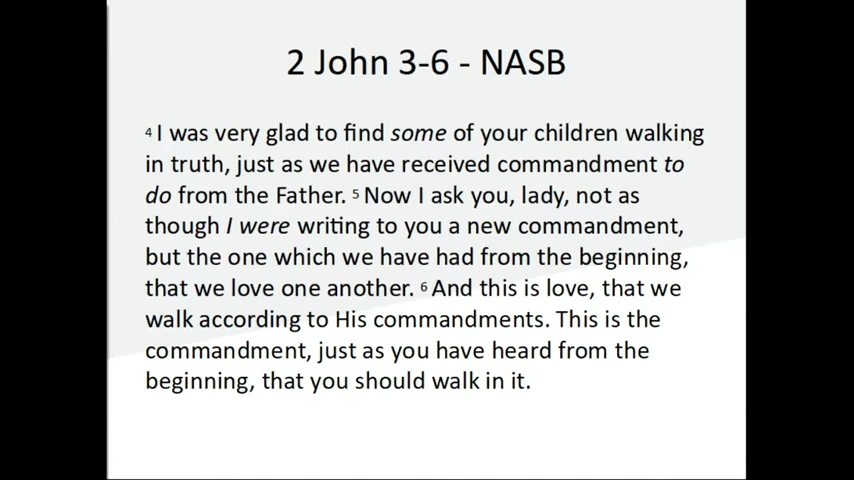 2 John 3-6 - NASB
4 I was very glad to find some of your children walking
in truth, just as we have received commandment to
do from the Father. 5 Now I ask you, lady, not as
though I were writing to you a new commandment,
but the one which we have had from the beginning,
that we love one another. 6 And this is love, that we
walk according to His commandments. This is the
commandment, just as you have heard from the
beginning, that you should walk in it.